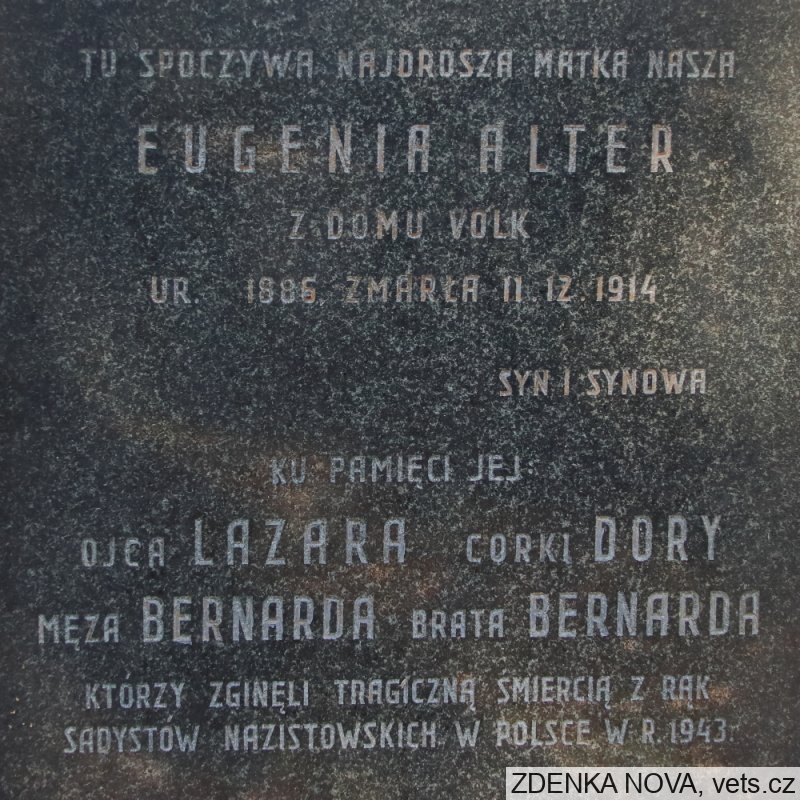 TU SPOCZYWA NAJDROSZA MATKA NASZA
EUGENIA ALTER
Z DOMU VOLK
UR. 1886, ZMARŁA 11.12.1914
SYN I SYNOWA
KU PAMIĘCI JEJ:
OJCA LAZARA CORKI DORY
MĘZA BERNARDA BRATA BERNARDA
KTÓRZY ZGINĘLI TRAGICZNĄ ŚMIERCIĄ Z RĄK
SADYSTÓW NAZISTOWSKICH W POLSCE W R. 1943.
ZDENKA NOVA, vets.cz